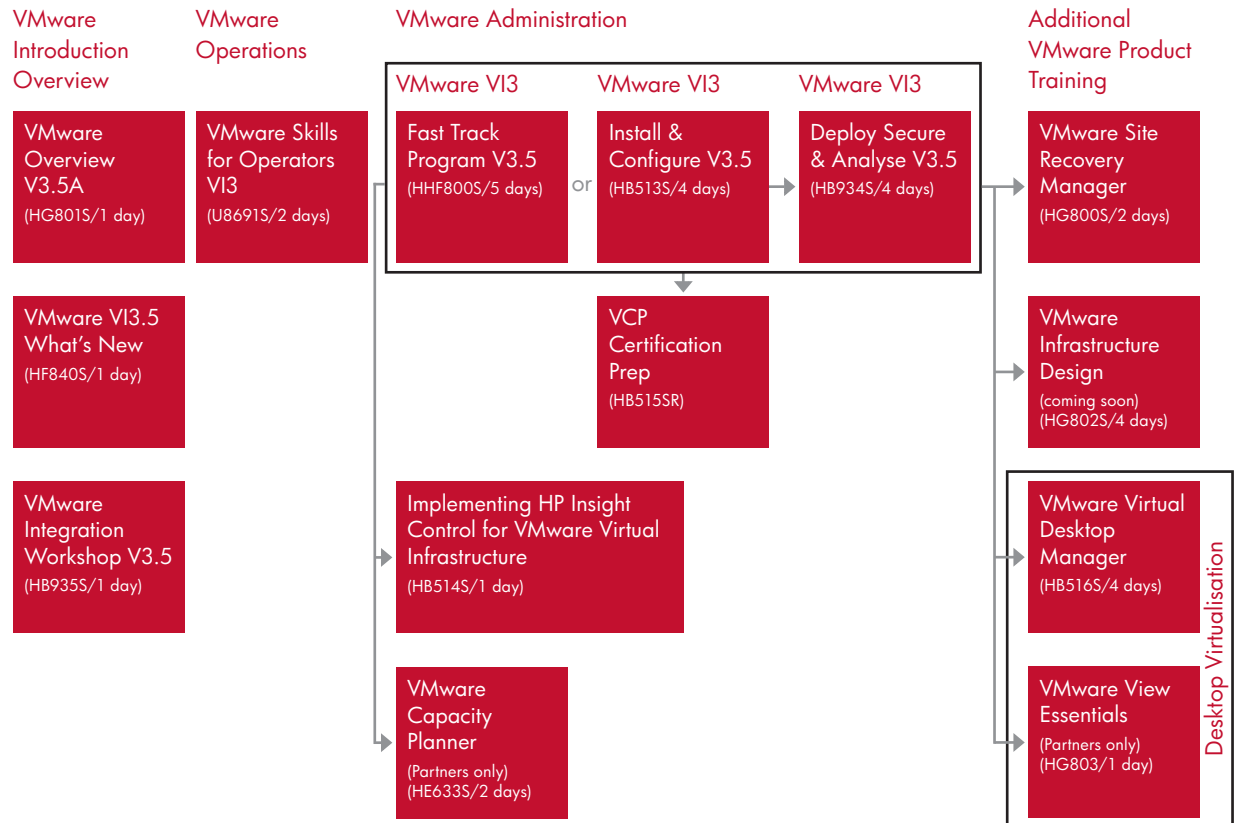 VMware
Introduction
Overview
VMware Overview
V3.5A
(HG801S/1 day)
VMware VI3.5
What's New
(HF840S/1 day)
VMware
Integration
Workshop V3.5
(HB935S/1 day)
VMware
Operations
VMware Skills
for Operators
VI3
(U8691S/2 days)
VMware Administration
VMware VI3
Fast Track
Program V3.5
(HHF800S/5 days)
or
VMware VI3
Install &
Configure V3.5
(HB513S/4 days)
VMware VI3
Deploy Secure
& Analyse V3.5
(HB934S/4 days)
VCP
Certification
Prep
(HB515SR)
Implementing HP Insight
Control for VMware Virtual
Infrastructure
(HB514S/1 day)
VMware
Capacity
Planner
(Partners only)
(HE633S/2 days)
Additional
VMware Product
Training
VMware Site
Recovery
Manager
(HG800S/2 days)
VMware
Infrastructure
Design
(coming soon)
(HG802S/4 days)
VMware Virtual
Desktop
Manager
(HB516S/4 days)
VMware View
Essentials
(Partners only)
(HG803/1 day)
Desktop Virtualisation